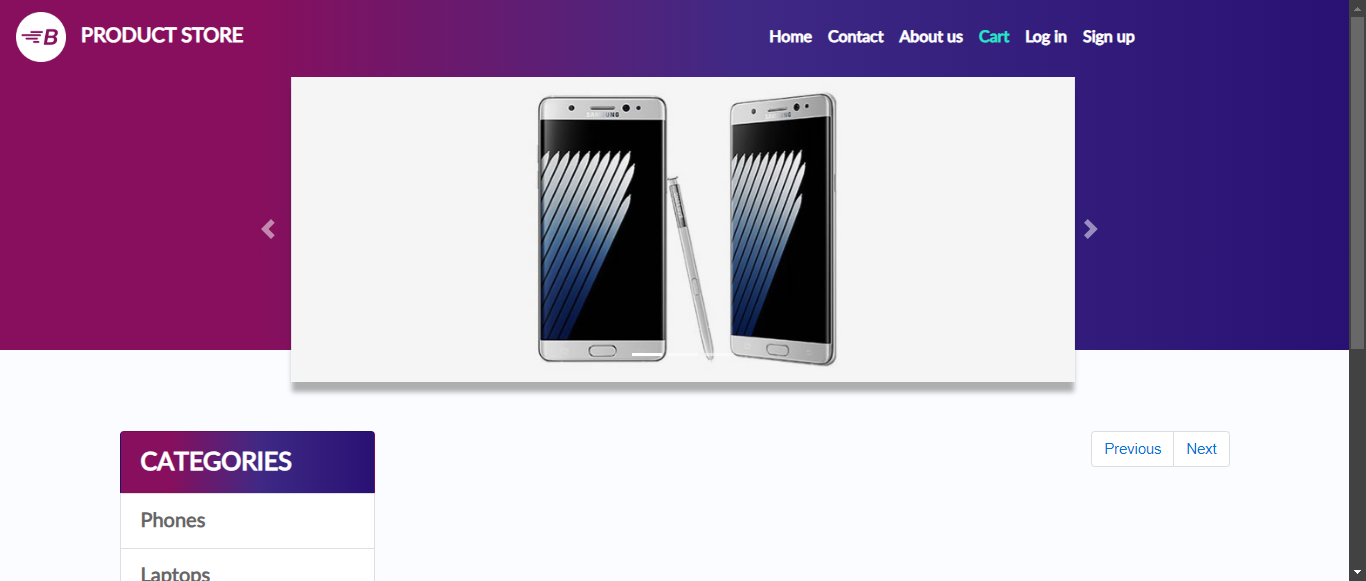 B PRODUCT STORE
Home Contact About us Cart Log in Sign up
SAMSUNG SAMSUNG
CATEGORIES
Previous Next
Phones
Laptops